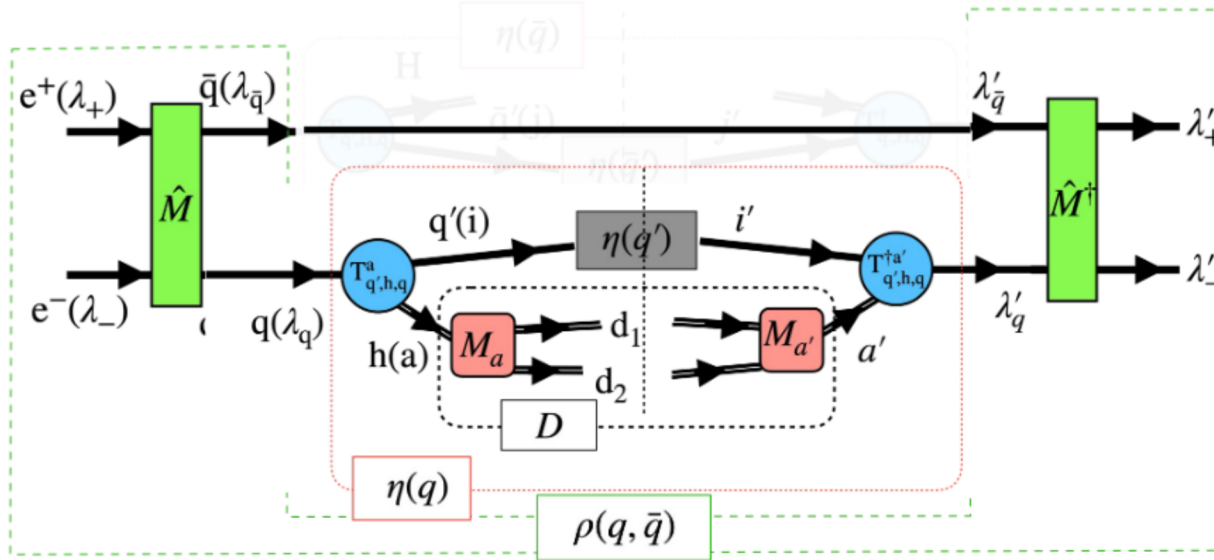 η(q̄)
H
e⁺(λ₊) q̄(λ_q̄) λ′_q̄ λ′₊
q̄′(j) j′
η(q̄′)
M̂ M̂†
q′(i) η(q′) i′
T^a_{q′,h,q} T^{†a′}_{q′,h,q}
e⁻(λ₋) q(λ_q) λ′_q λ′₋
h(a) M_a d₁ M_{a′} a′
d₂
D
η(q)
ρ(q, q̄)